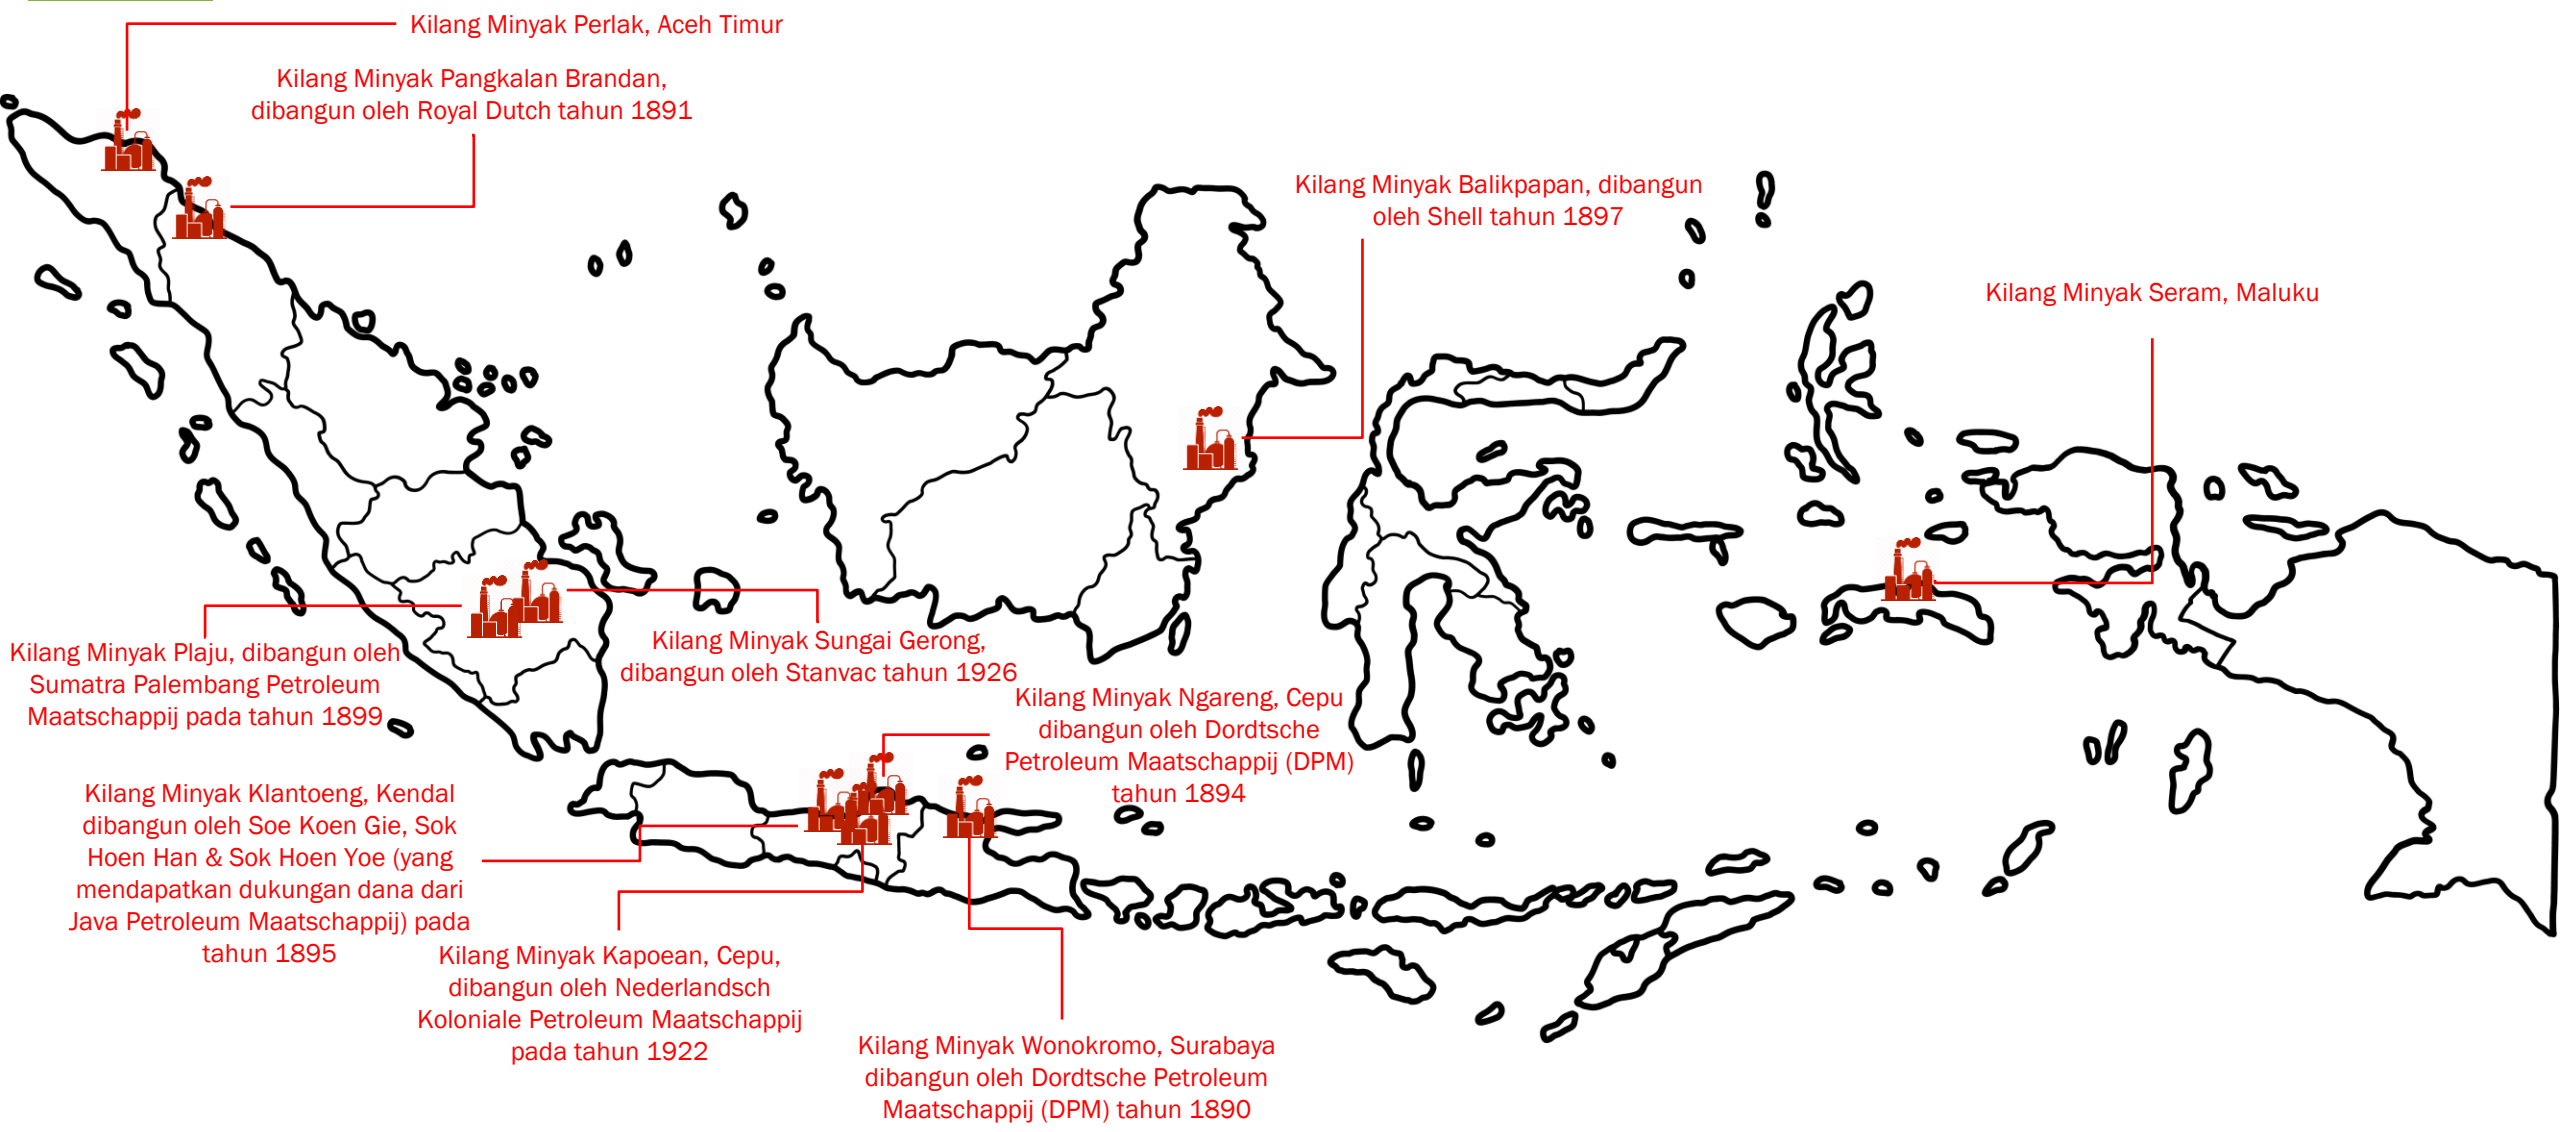 Kilang Minyak Perlak, Aceh Timur
Kilang Minyak Pangkalan Brandan,
dibangun oleh Royal Dutch tahun 1891
Kilang Minyak Balikpapan, dibangun
oleh Shell tahun 1897
Kilang Minyak Seram, Maluku
Kilang Minyak Plaju, dibangun oleh
Sumatra Palembang Petroleum
Maatschappij pada tahun 1899
Kilang Minyak Sungai Gerong,
dibangun oleh Stanvac tahun 1926
Kilang Minyak Ngareng, Cepu
dibangun oleh Dordtsche
Petroleum Maatschappij (DPM)
tahun 1894
Kilang Minyak Klantoeng, Kendal
dibangun oleh Soe Koen Gie, Sok
Hoen Han & Sok Hoen Yoe (yang
mendapatkan dukungan dana dari
Java Petroleum Maatschappij) pada
tahun 1895
Kilang Minyak Kapoean, Cepu,
dibangun oleh Nederlandsch
Koloniale Petroleum Maatschappij
pada tahun 1922
Kilang Minyak Wonokromo, Surabaya
dibangun oleh Dordtsche Petroleum
Maatschappij (DPM) tahun 1890